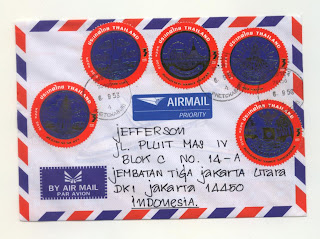 ประเทศไทย THAILAND
ประเทศไทย THAILAND
ประเทศไทย THAILAND
ประเทศไทย THAILAND
ประเทศไทย THAILAND
AIRMAIL
PRIORITY
JEFFERSON
JL. PLUIT MAS IV
BLOK C NO. 14-A
JEMBATAN TIGA jakarta utara
DKI jakarta 14450
INDONESIA.
BY AIR MAIL
PAR AVION